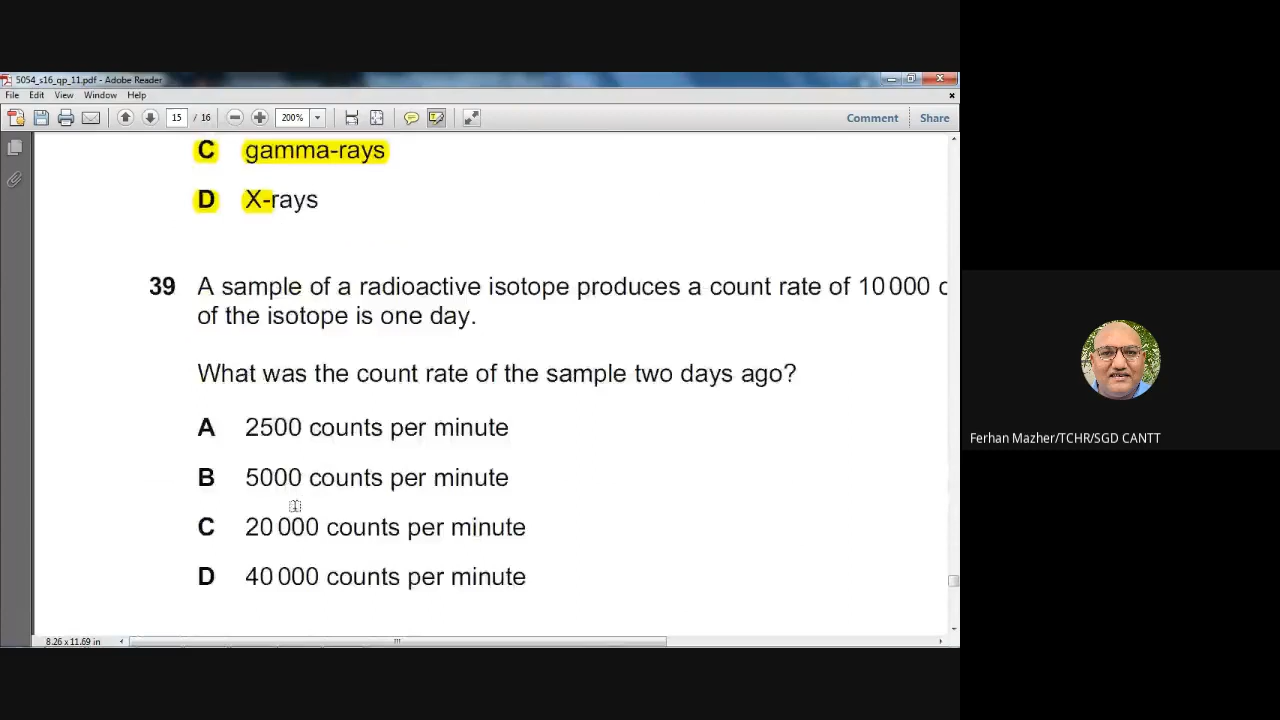 5054_s16_qp_11.pdf - Adobe Reader
File Edit View Window Help
15 / 16 200% Comment Share
C gamma-rays
D X-rays
39 A sample of a radioactive isotope produces a count rate of 10 000 c
of the isotope is one day.
What was the count rate of the sample two days ago?
A 2500 counts per minute
B 5000 counts per minute
C 20 000 counts per minute
D 40 000 counts per minute
8.26 x 11.69 in
Ferhan Mazher/TCHR/SGD CANTT